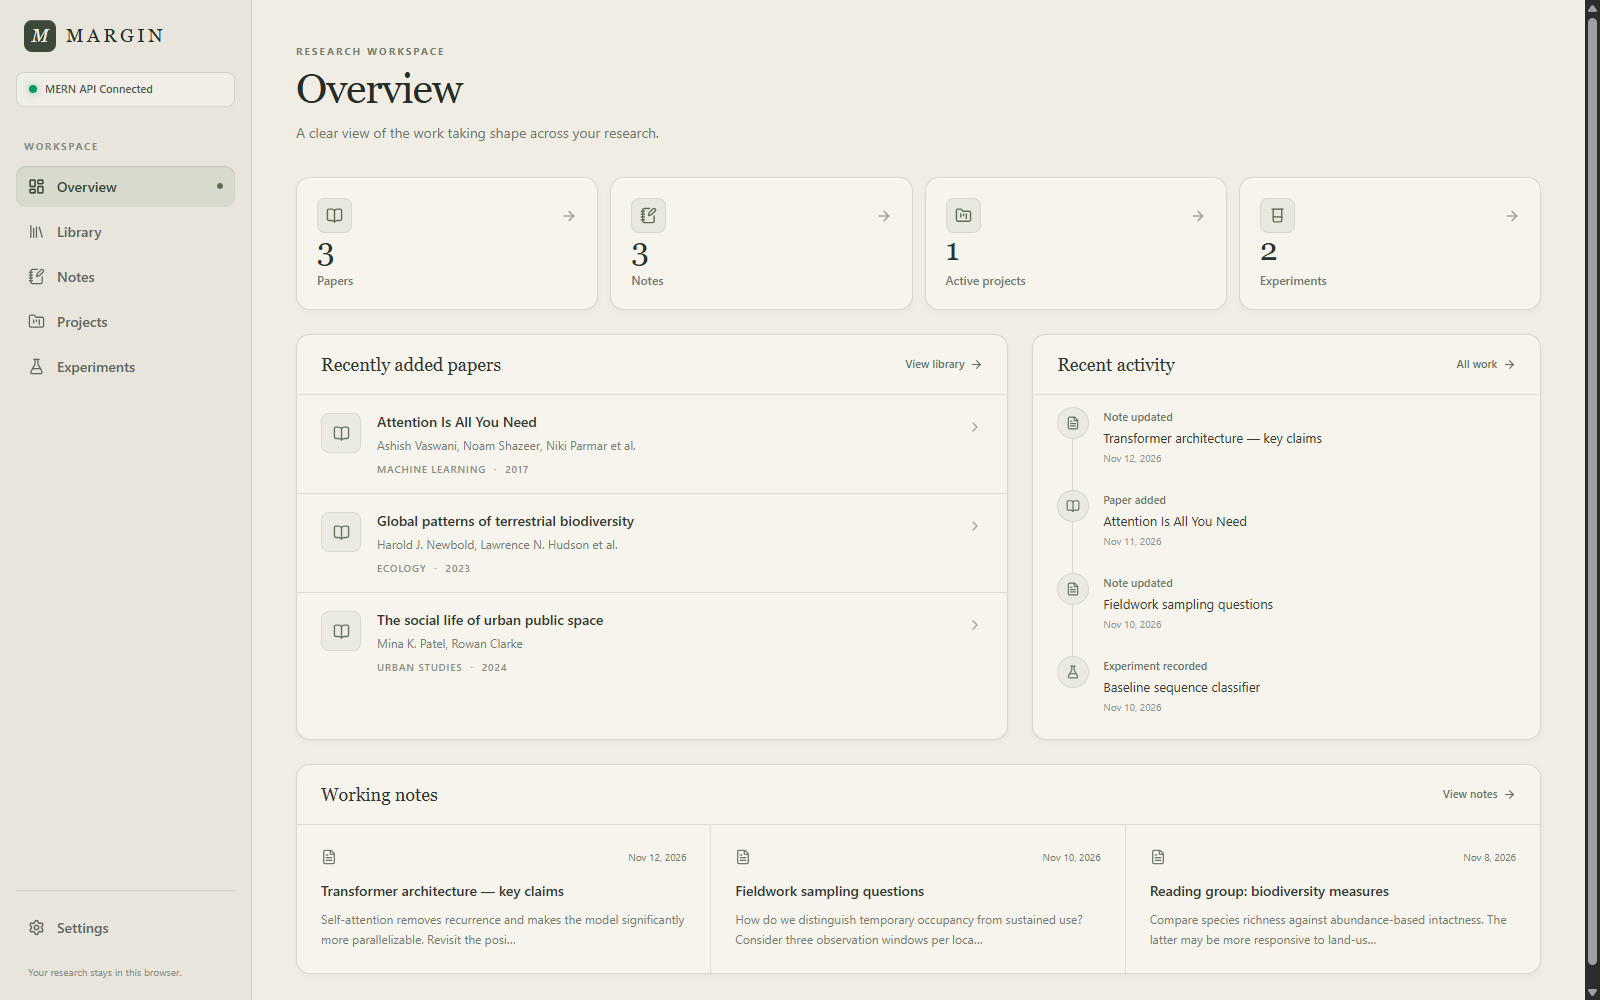 M MARGIN
MERN API Connected
WORKSPACE
Overview
Library
Notes
Projects
Experiments
Settings
Your research stays in this browser.
RESEARCH WORKSPACE
Overview
A clear view of the work taking shape across your research.
3
Papers
3
Notes
1
Active projects
2
Experiments
Recently added papers
View library
Attention Is All You Need
Ashish Vaswani, Noam Shazeer, Niki Parmar et al.
MACHINE LEARNING · 2017
Global patterns of terrestrial biodiversity
Harold J. Newbold, Lawrence N. Hudson et al.
ECOLOGY · 2023
The social life of urban public space
Mina K. Patel, Rowan Clarke
URBAN STUDIES · 2024
Recent activity
All work
Note updated
Transformer architecture — key claims
Nov 12, 2026
Paper added
Attention Is All You Need
Nov 11, 2026
Note updated
Fieldwork sampling questions
Nov 10, 2026
Experiment recorded
Baseline sequence classifier
Nov 10, 2026
Working notes
View notes
Nov 12, 2026
Transformer architecture — key claims
Self-attention removes recurrence and makes the model significantly
more parallelizable. Revisit the posi...
Nov 10, 2026
Fieldwork sampling questions
How do we distinguish temporary occupancy from sustained use?
Consider three observation windows per loca...
Nov 8, 2026
Reading group: biodiversity measures
Compare species richness against abundance-based intactness. The
latter may be more responsive to land-us...